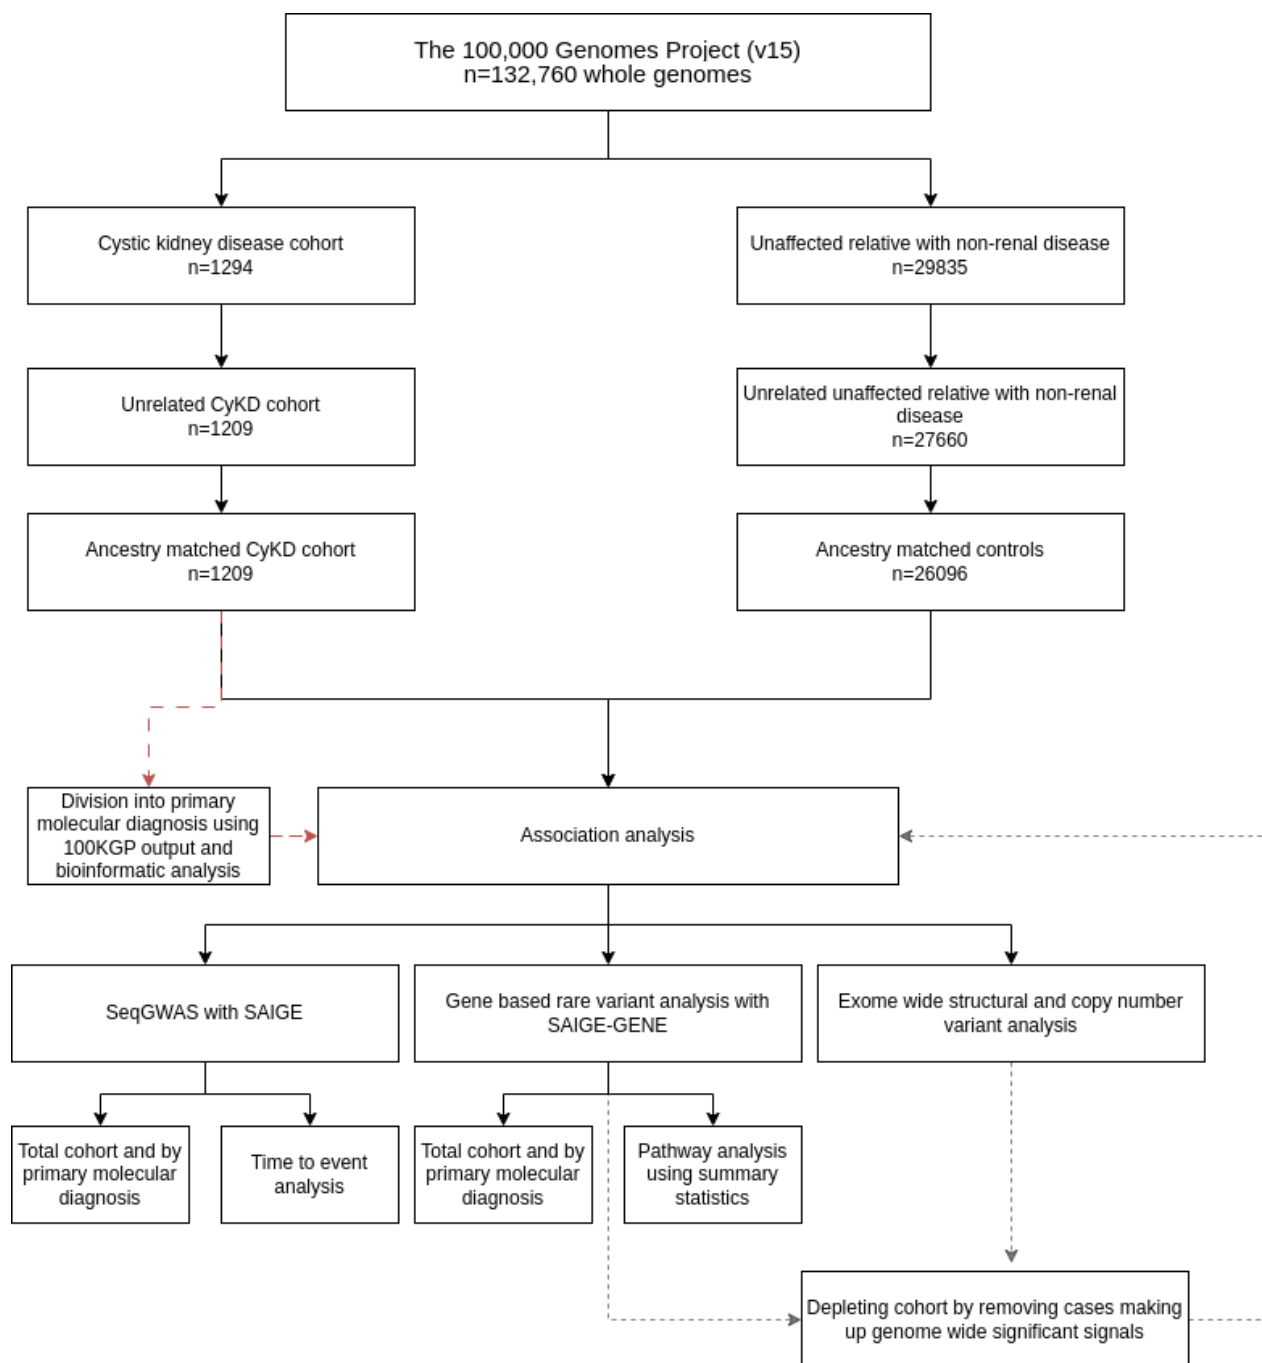 The 100,000 Genomes Project (v15)
n=132,760 whole genomes
Cystic kidney disease cohort
n=1294
Unaffected relative with non-renal disease
n=29835
Unrelated CyKD cohort
n=1209
Unrelated unaffected relative with non-renal
disease
n=27660
Ancestry matched CyKD cohort
n=1209
Ancestry matched controls
n=26096
Division into primary
molecular diagnosis using
100KGP output and
bioinformatic analysis
Association analysis
SeqGWAS with SAIGE
Gene based rare variant analysis with
SAIGE-GENE
Exome wide structural and copy number
variant analysis
Total cohort and by
primary molecular
diagnosis
Time to event
analysis
Total cohort and by
primary molecular
diagnosis
Pathway analysis
using summary
statistics
Depleting cohort by removing cases making
up genome wide significant signals